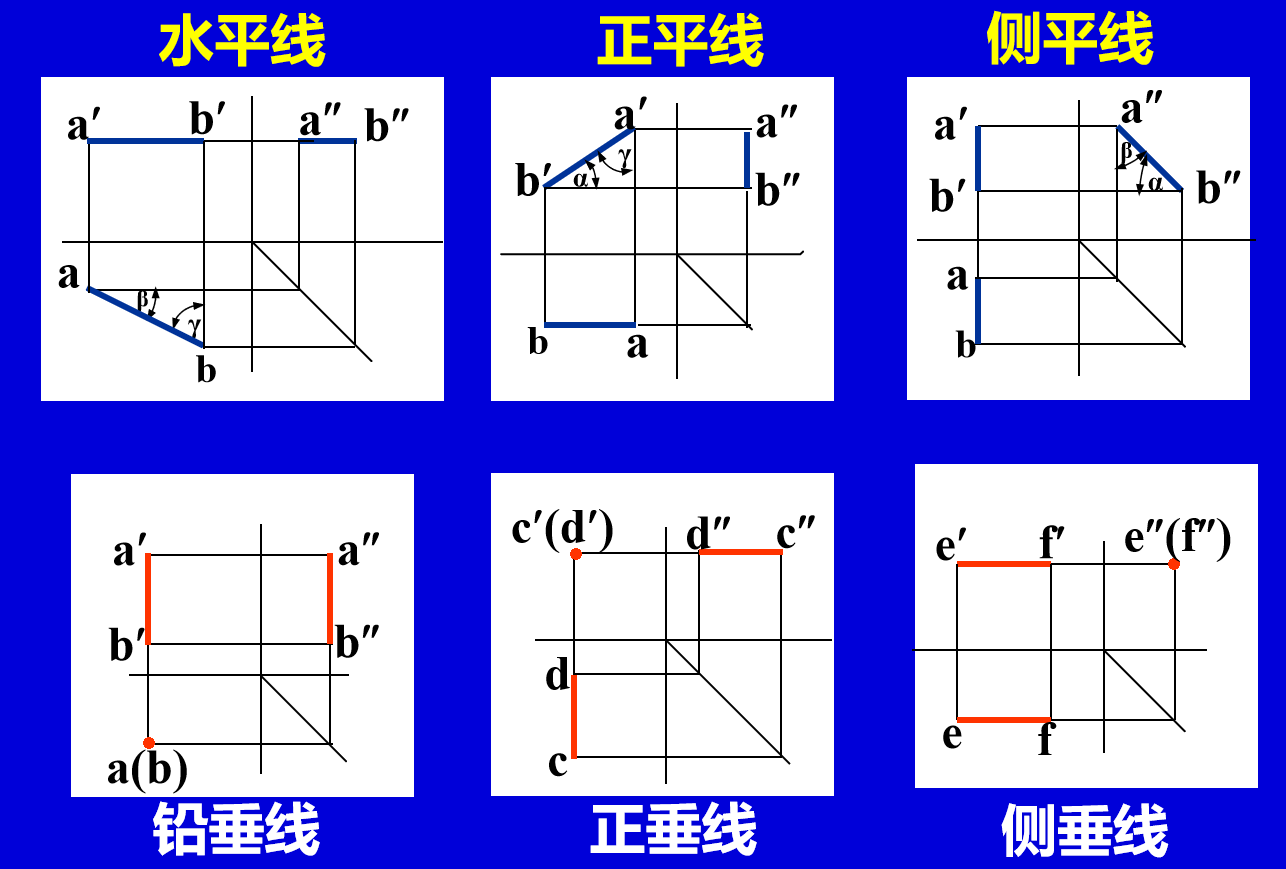 水平线
正平线
侧平线
a′ b′ a″ b″
a β γ
b
a′ a″
b′ α γ b″
b a
a′ a″
b′ β α b″
a
b
a′ a″
b′ b″
a(b)
c′(d′) d″ c″
d
c
e′ f′ e″(f″)
e f
铅垂线
正垂线
侧垂线